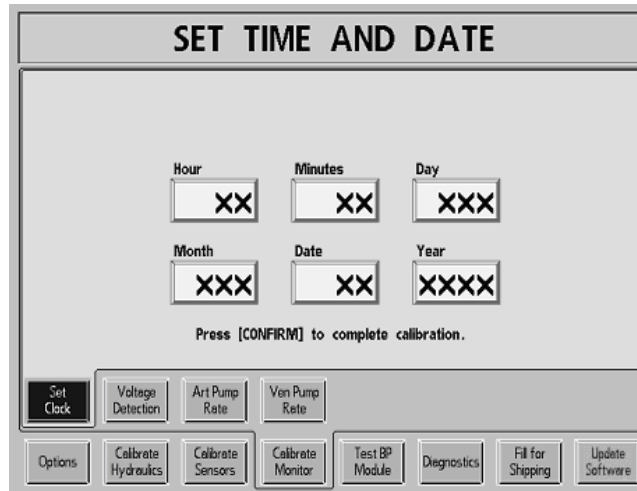 SET TIME AND DATE
Hour Minutes Day
XX XX XXX
Month Date Year
XXX XX XXXX
Press [CONFIRM] to complete calibration.
Set Clock
Voltage Detection
Art Pump Rate
Ven Pump Rate
Options
Calibrate Hydraulics
Calibrate Sensors
Calibrate Monitor
Test BP Module
Diagnostics
Fill for Shipping
Update Software